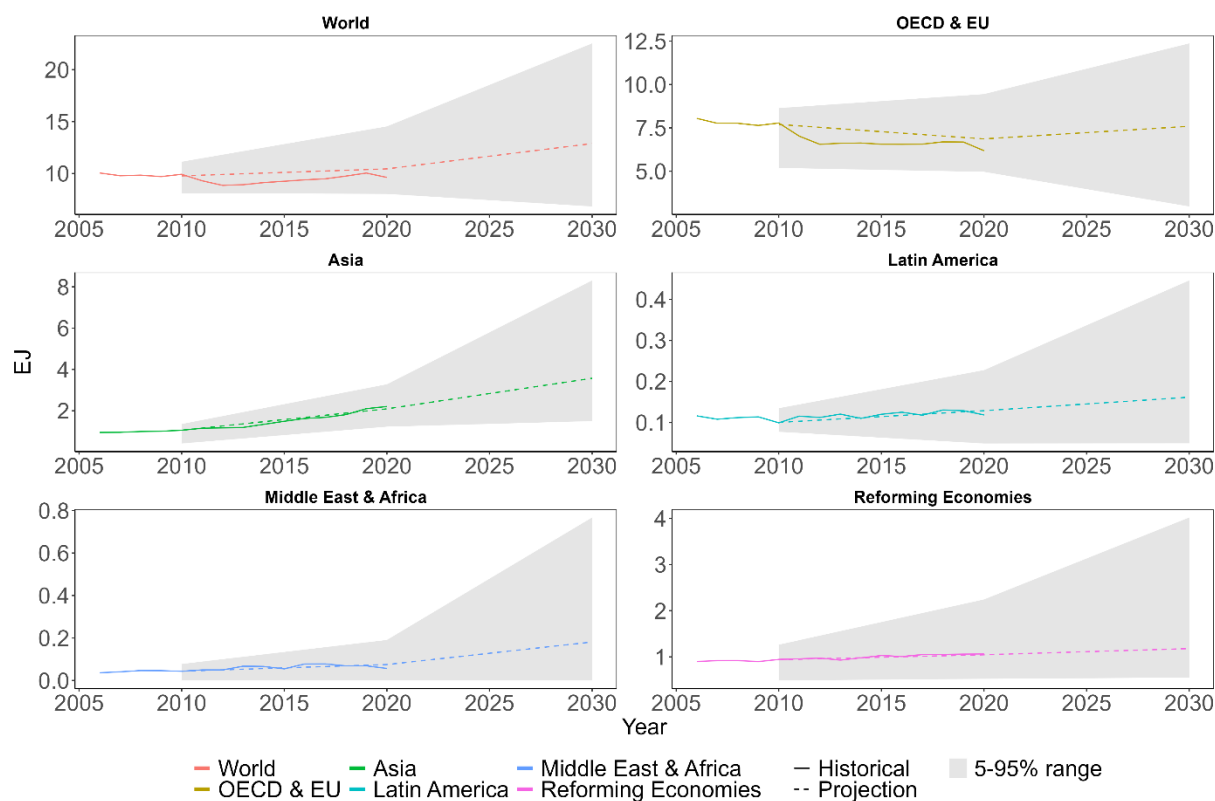 World
OECD & EU
20
15
10
2005 2010 2015 2020 2025 2030
12.5
10.0
7.5
5.0
2005 2010 2015 2020 2025 2030
Asia
Latin America
8
6
4
2
2005 2010 2015 2020 2025 2030
0.4
0.3
0.2
0.1
2005 2010 2015 2020 2025 2030
EJ
Middle East & Africa
Reforming Economies
0.8
0.6
0.4
0.2
0.0
2005 2010 2015 2020 2025 2030
4
3
2
1
2005 2010 2015 2020 2025 2030
Year
World Asia Middle East & Africa Historical 5-95% range
OECD & EU Latin America Reforming Economies Projection